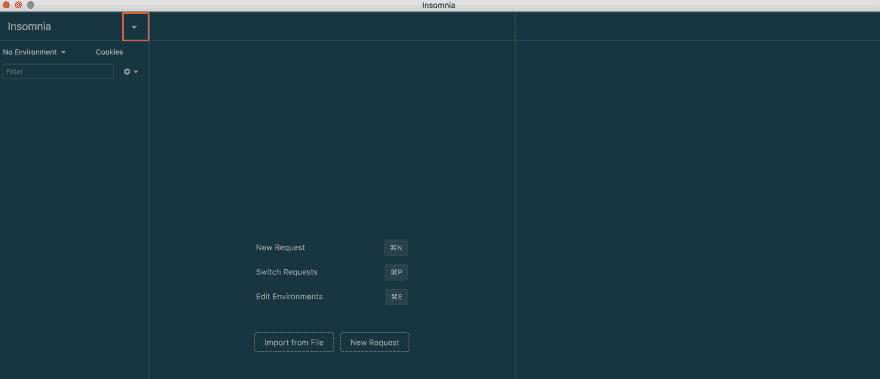 Insomnia
Insomnia
No Environment Cookies
Filter
New Request ⌘N
Switch Requests ⌘P
Edit Environments ⌘E
Import from File New Request